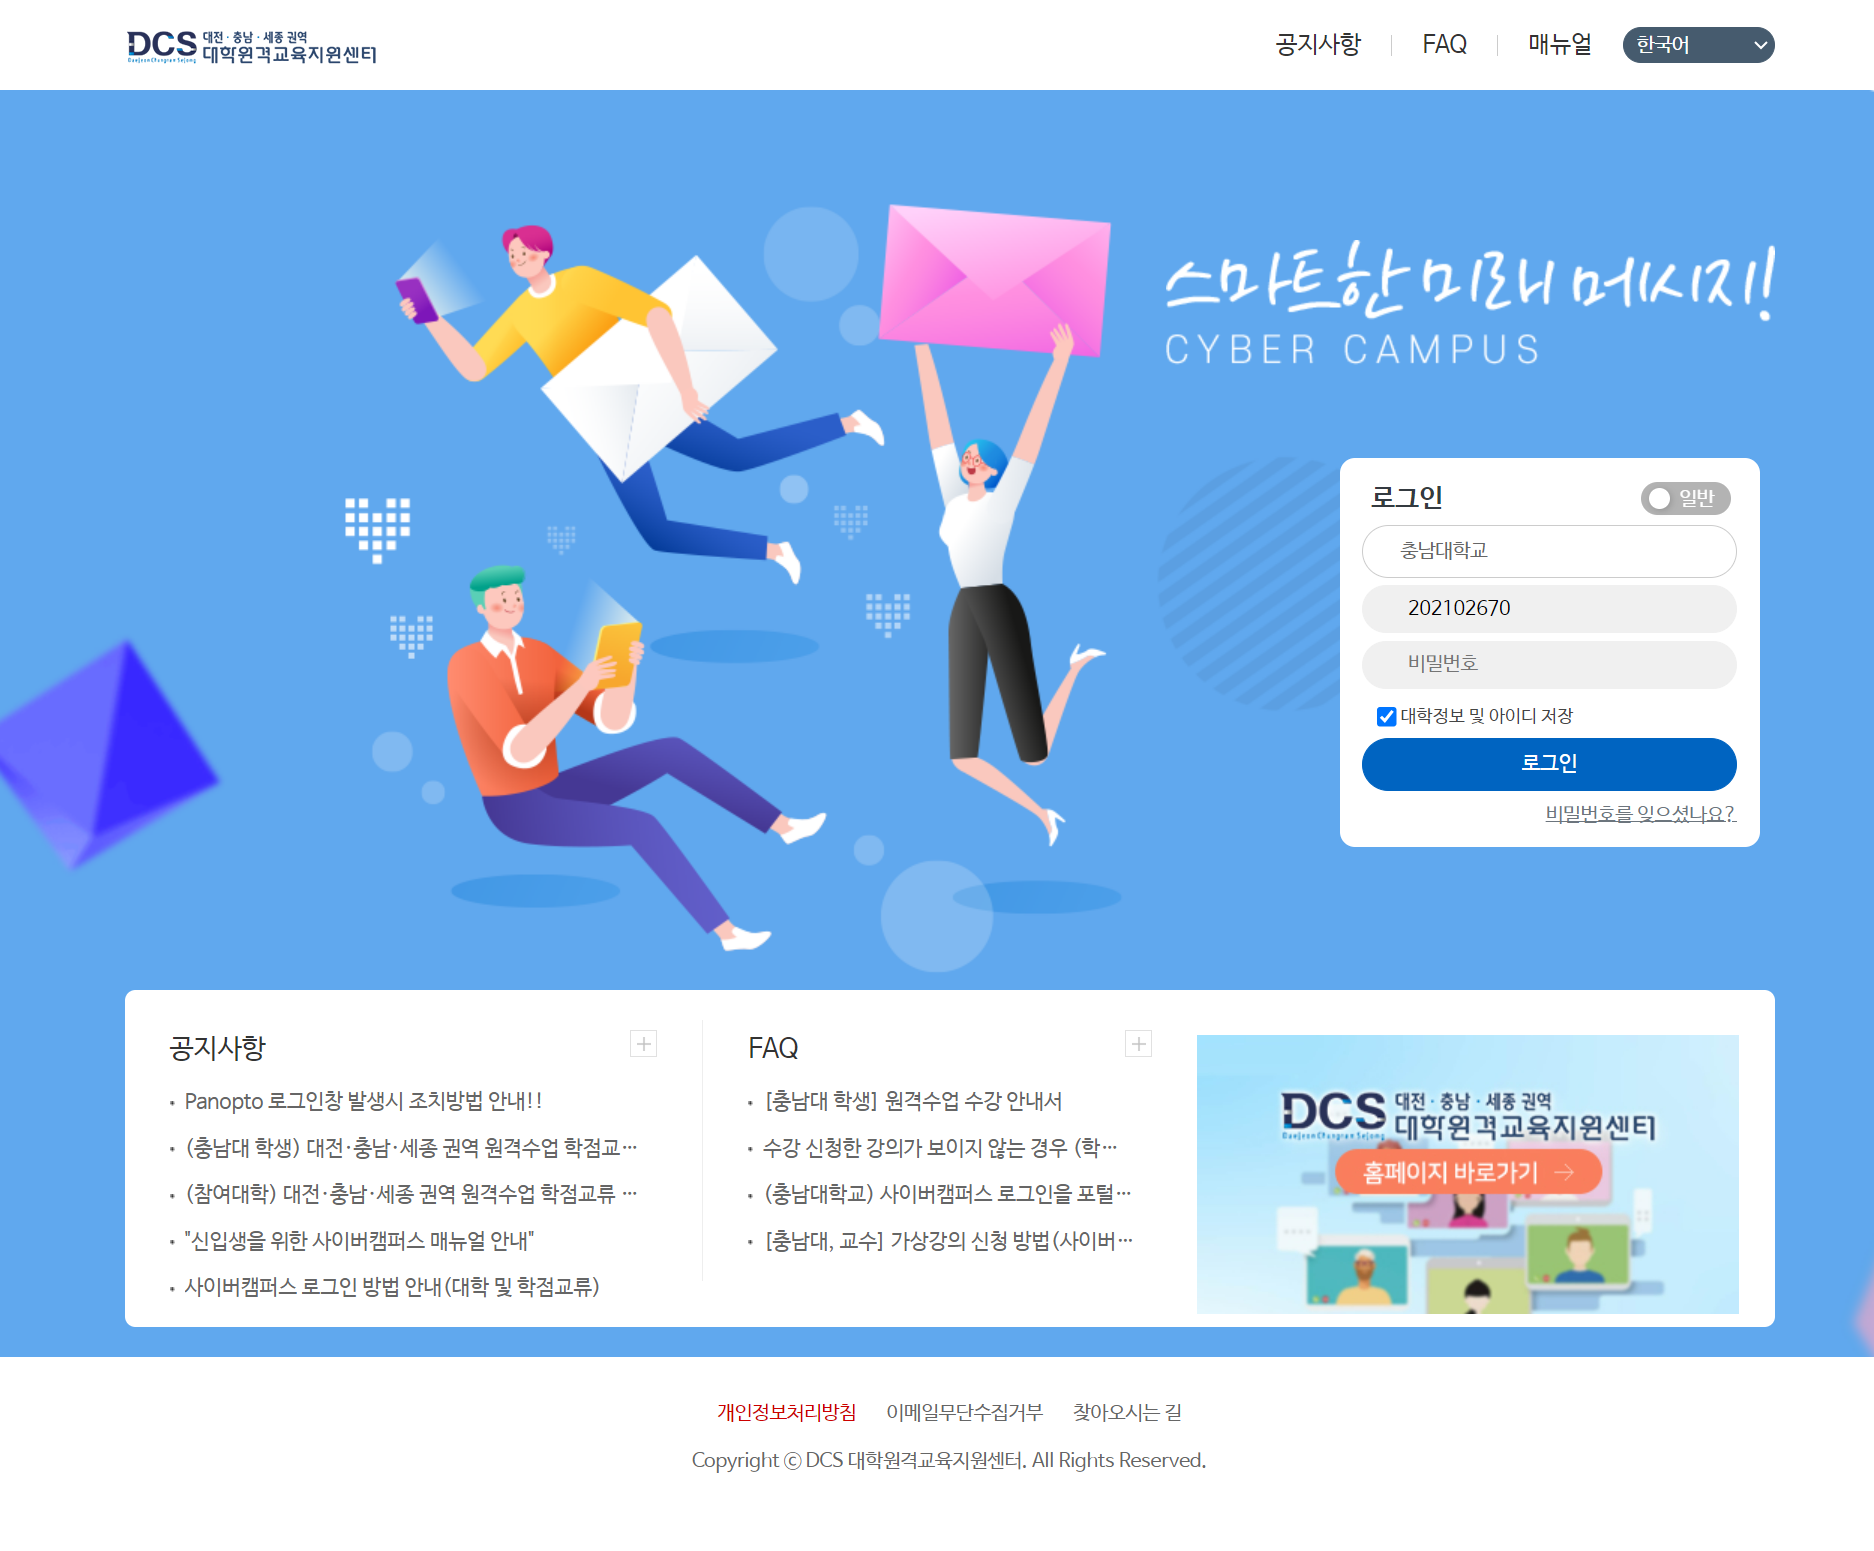 DCS 대전·충남·세종 권역
대학원격교육지원센터
Daejeon Chungnam Sejong
공지사항
FAQ
매뉴얼
한국어
스마트한 미래 메시지!
CYBER CAMPUS
로그인
일반
충남대학교
202102670
비밀번호
대학정보 및 아이디 저장
로그인
비밀번호를 잊으셨나요?
공지사항
Panopto 로그인창 발생시 조치방법 안내!!
(충남대 학생) 대전·충남·세종 권역 원격수업 학점교…
(참여대학) 대전·충남·세종 권역 원격수업 학점교류 …
"신입생을 위한 사이버캠퍼스 매뉴얼 안내"
사이버캠퍼스 로그인 방법 안내(대학 및 학점교류)
FAQ
[충남대 학생] 원격수업 수강 안내서
수강 신청한 강의가 보이지 않는 경우 (학…
(충남대학교) 사이버캠퍼스 로그인을 포털…
[충남대, 교수] 가상강의 신청 방법(사이버…
DCS 대전·충남·세종 권역
대학원격교육지원센터
Daejeon Chungnam Sejong
홈페이지 바로가기 →
개인정보처리방침
이메일무단수집거부
찾아오시는 길
Copyright ⓒ DCS 대학원격교육지원센터. All Rights Reserved.